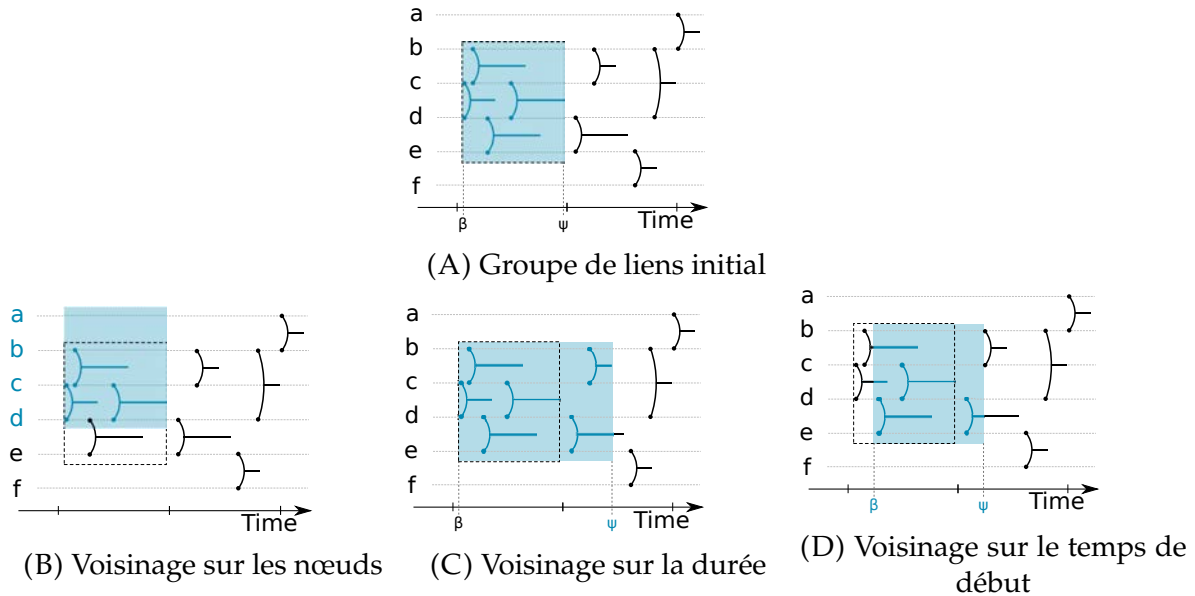 a
b
c
d
e
f
Time
β ψ
(A) Groupe de liens initial
a
b
c
d
e
f
Time
(B) Voisinage sur les nœuds
a
b
c
d
e
f
Time
β ψ
(C) Voisinage sur la durée
a
b
c
d
e
f
Time
β ψ
(D) Voisinage sur le temps de
début